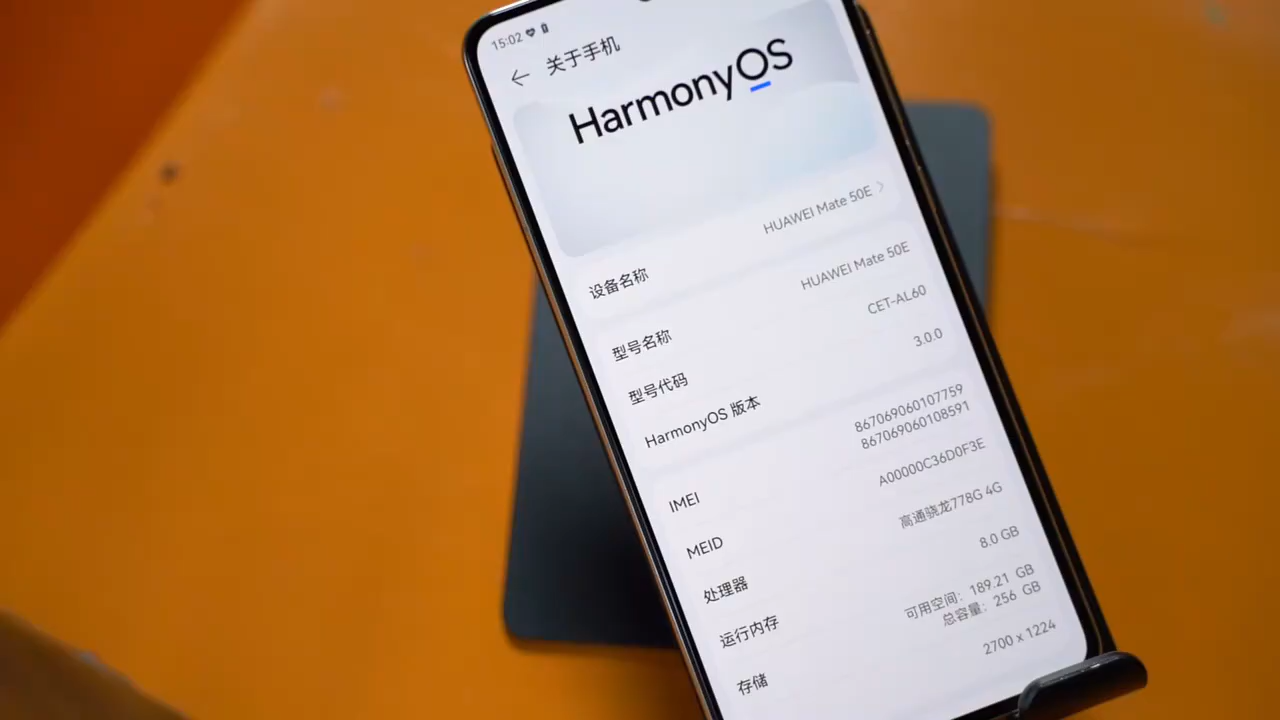 15:02
关于手机
HarmonyOS
设备名称 HUAWEI Mate 50E
型号名称 HUAWEI Mate 50E
型号代码 CET-AL60
HarmonyOS 版本 3.0.0
IMEI 867069060107759
867069060108591
MEID A00000C36D0F3E
处理器 高通骁龙778G 4G
运行内存 8.0 GB
存储 可用空间：189.21 GB
总容量：256 GB
2700 x 1224